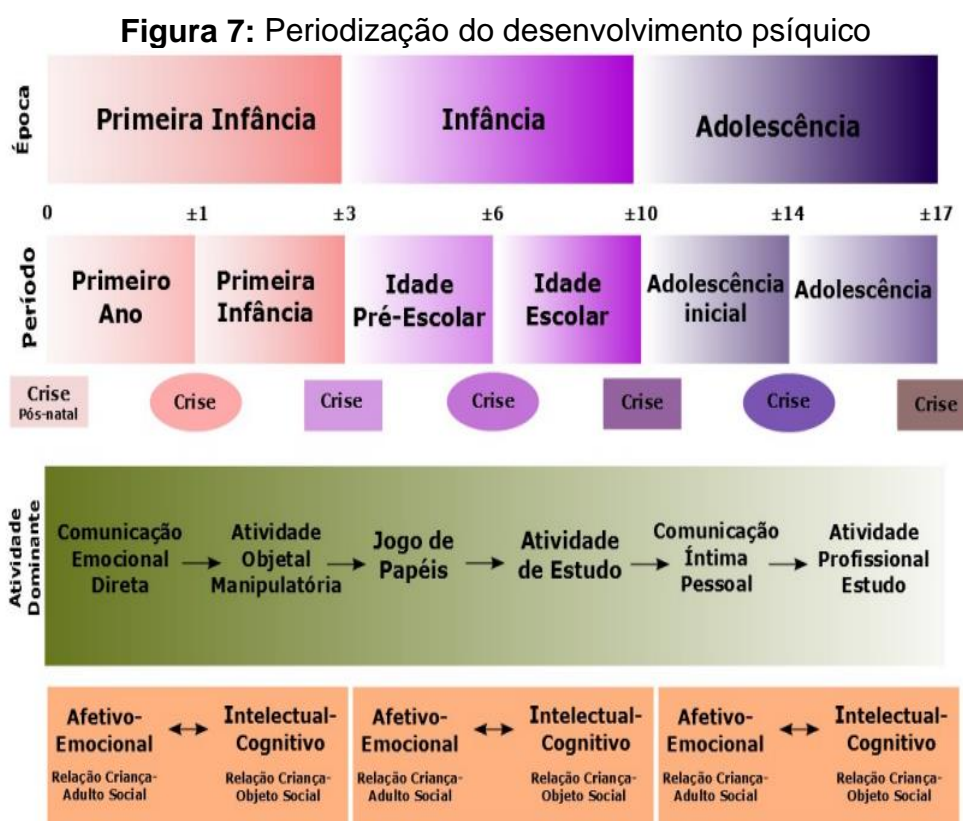 Figura 7: Periodização do desenvolvimento psíquico
Época
Primeira Infância
Infância
Adolescência
0 ±1 ±3 ±6 ±10 ±14 ±17
Período
Primeiro
Ano
Primeira
Infância
Idade
Pré-Escolar
Idade
Escolar
Adolescência
inicial
Adolescência
Crise
Pós-natal
Crise
Crise
Crise
Crise
Crise
Crise
Atividade
Dominante
Comunicação
Emocional
Direta
Atividade
Objetal
Manipulatória
Jogo de
Papéis
Atividade
de Estudo
Comunicação
Íntima
Pessoal
Atividade
Profissional
Estudo
Afetivo-
Emocional
Relação Criança-
Adulto Social
Intelectual-
Cognitivo
Relação Criança-
Objeto Social
Afetivo-
Emocional
Relação Criança-
Adulto Social
Intelectual-
Cognitivo
Relação Criança-
Objeto Social
Afetivo-
Emocional
Relação Criança-
Adulto Social
Intelectual-
Cognitivo
Relação Criança-
Objeto Social